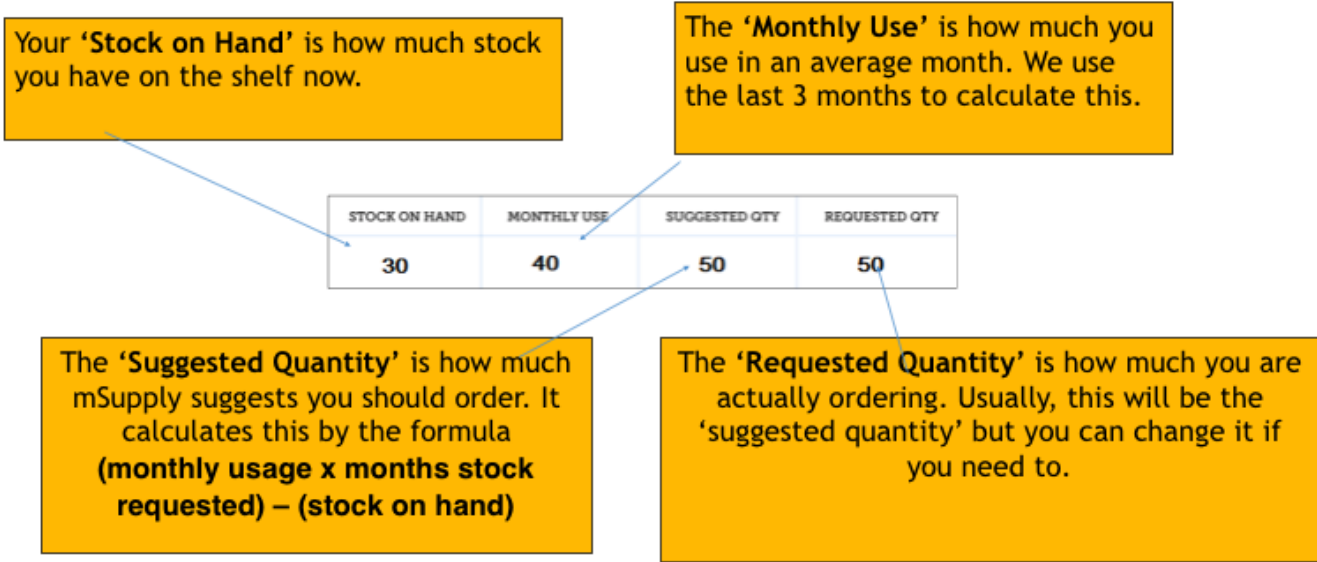 Your ‘Stock on Hand’ is how much stock
you have on the shelf now.
The ‘Monthly Use’ is how much you
use in an average month. We use
the last 3 months to calculate this.
STOCK ON HAND MONTHLY USE SUGGESTED QTY REQUESTED QTY
30 40 50 50
The ‘Suggested Quantity’ is how much
mSupply suggests you should order. It
calculates this by the formula
(monthly usage x months stock
requested) – (stock on hand)
The ‘Requested Quantity’ is how much you are
actually ordering. Usually, this will be the
‘suggested quantity’ but you can change it if
you need to.